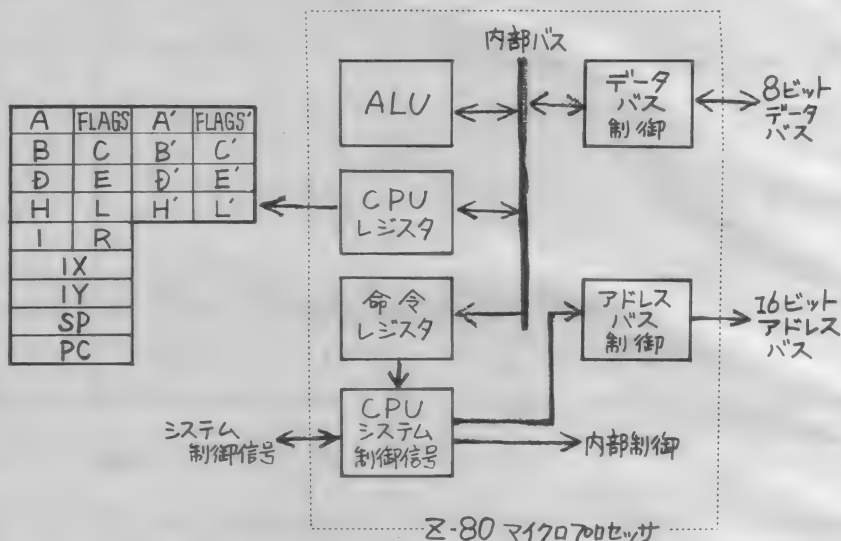 内部バス
ALU
データ
バス
制御
8ビット
データ
バス
A FLAGS A' FLAGS'
B C B' C'
D E D' E'
H L H' L'
I R
IX
IY
SP
PC
CPU
レジスタ
命令
レジスタ
アドレス
バス
制御
16ビット
アドレス
バス
CPU
システム
制御信号
システム
制御信号
内部制御
Z-80 マイクロプロセッサ